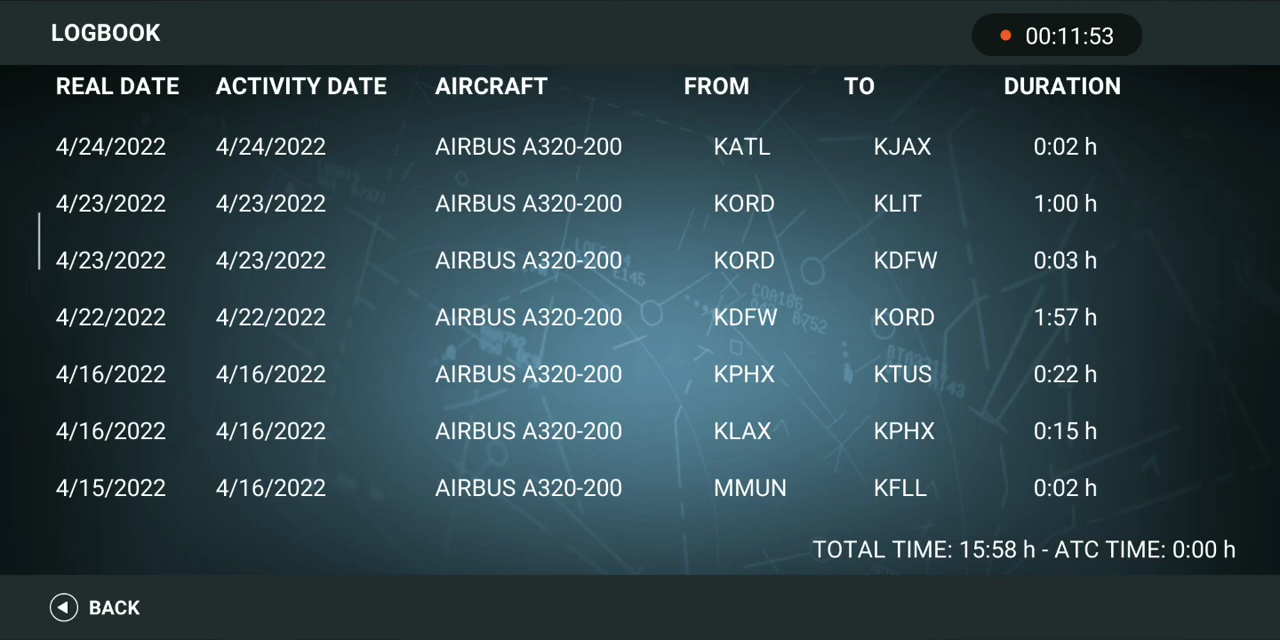 LOGBOOK
00:11:53
REAL DATE ACTIVITY DATE AIRCRAFT FROM TO DURATION
4/24/2022 4/24/2022 AIRBUS A320-200 KATL KJAX 0:02 h
4/23/2022 4/23/2022 AIRBUS A320-200 KORD KLIT 1:00 h
4/23/2022 4/23/2022 AIRBUS A320-200 KORD KDFW 0:03 h
4/22/2022 4/22/2022 AIRBUS A320-200 KDFW KORD 1:57 h
4/16/2022 4/16/2022 AIRBUS A320-200 KPHX KTUS 0:22 h
4/16/2022 4/16/2022 AIRBUS A320-200 KLAX KPHX 0:15 h
4/15/2022 4/16/2022 AIRBUS A320-200 MMUN KFLL 0:02 h
COA186
B752
TOTAL TIME: 15:58 h - ATC TIME: 0:00 h
BACK